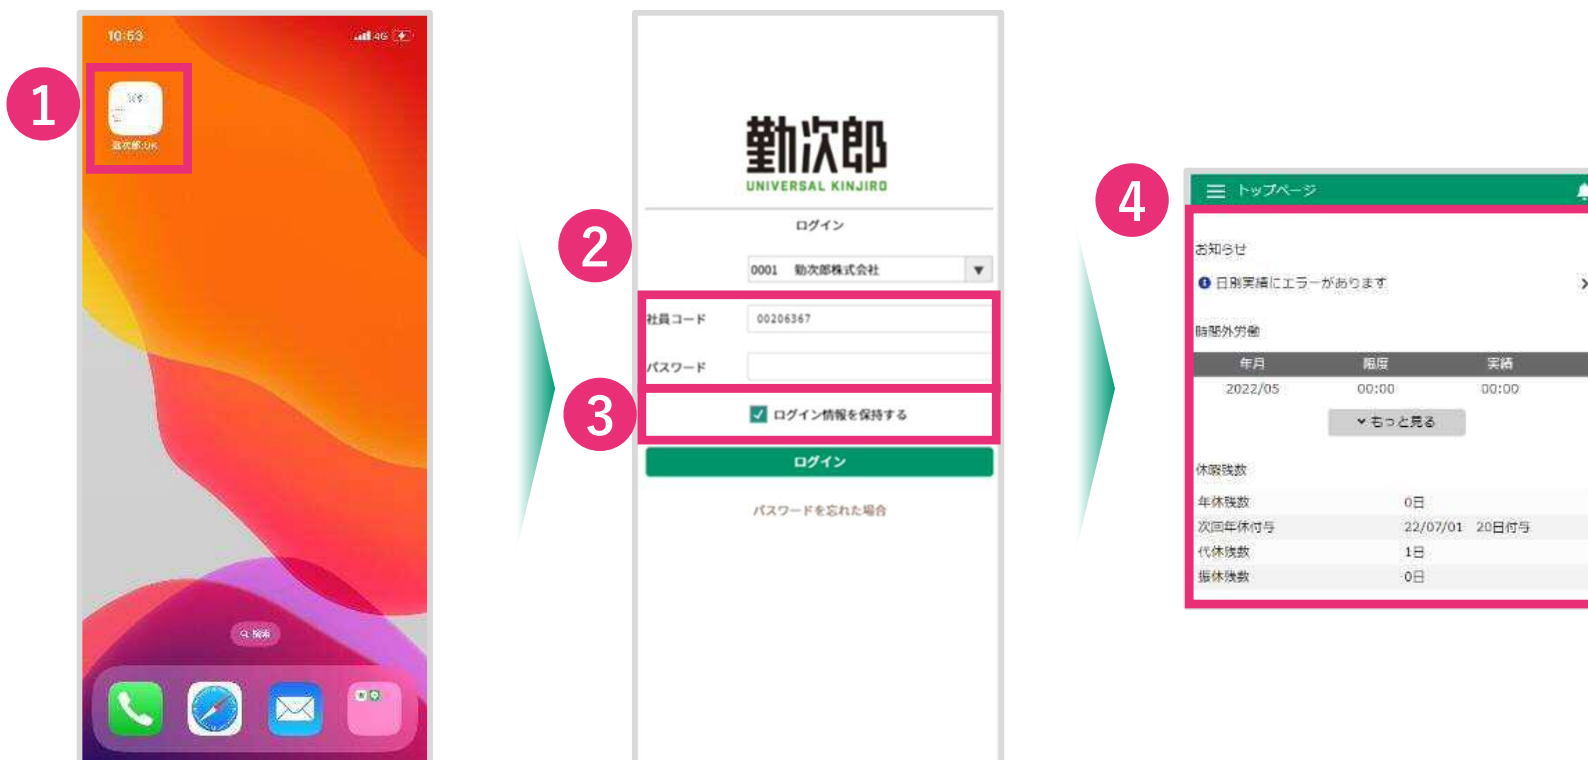 1
10:53
4G
勤次郎:UK
検索
2
3
勤次郎
UNIVERSAL KINJIRO
ログイン
0001 勤次郎株式会社
社員コード 00206367
パスワード
ログイン情報を保持する
ログイン
パスワードを忘れた場合
4
トップページ
お知らせ
日別実績にエラーがあります
時間外労働
年月 限度 実績
2022/05 00:00 00:00
もっと見る
休暇残数
年休残数 0日
次回年休付与 22/07/01 20日付与
代休残数 1日
振休残数 0日